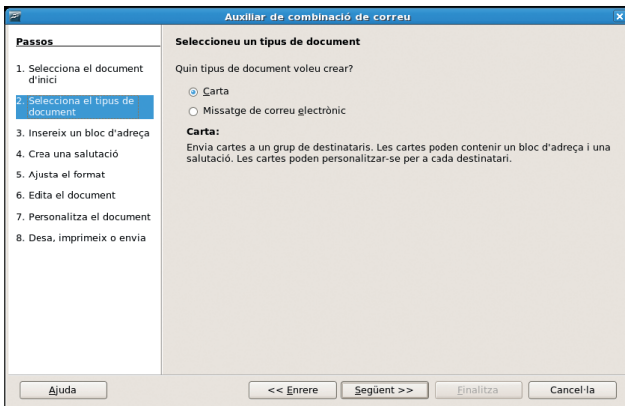 Auxiliar de combinació de correu
Passos
1. Selecciona el document
d'inici
2. Selecciona el tipus de
document
3. Insereix un bloc d'adreça
4. Crea una salutació
5. Ajusta el format
6. Edita el document
7. Personalitza el document
8. Desa, imprimeix o envia
Seleccioneu un tipus de document
Quin tipus de document voleu crear?
Carta
Missatge de correu electrònic
Carta:
Envia cartes a un grup de destinataris. Les cartes poden contenir un bloc d'adreça i una
salutació. Les cartes poden personalitzar-se per a cada destinatari.
Ajuda
<< Enrere
Següent >>
Finalitza
Cancel·la